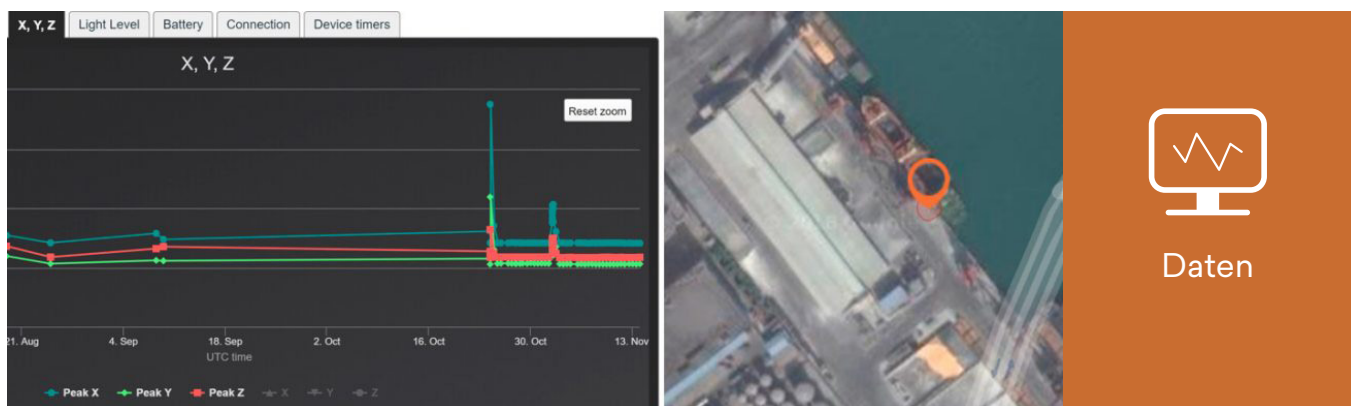 X, Y, Z
Light Level
Battery
Connection
Device timers
X, Y, Z
Reset zoom
21. Aug
4. Sep
18. Sep
2. Oct
16. Oct
30. Oct
13. Nov
UTC time
Peak X
Peak Y
Peak Z
X
Y
Z
Daten